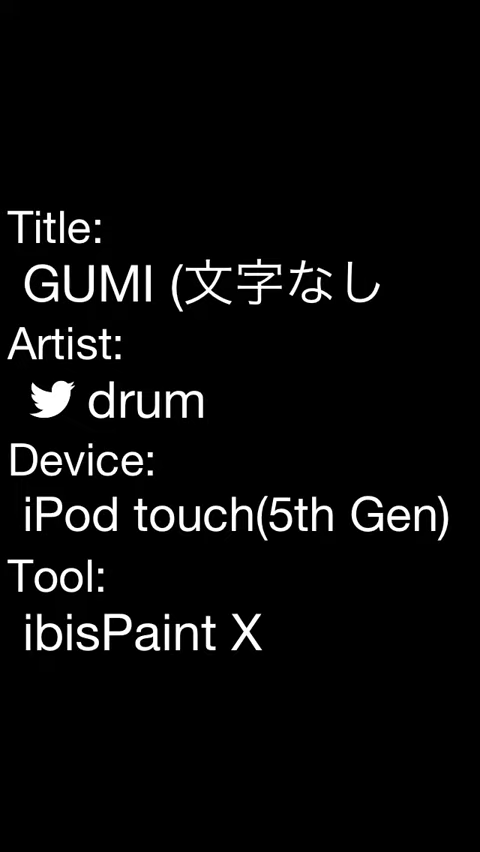 Title:
GUMI (文字なし
Artist:
drum
Device:
iPod touch(5th Gen)
Tool:
ibisPaint X